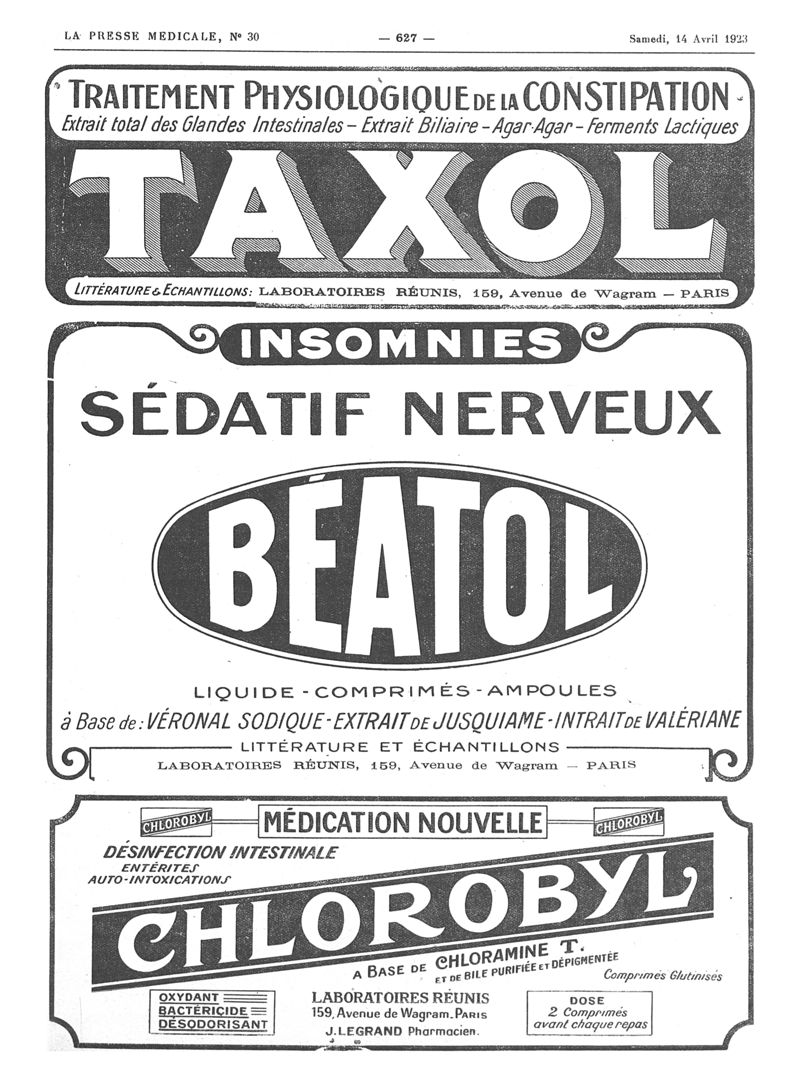 LA PRESSE MEDICALE, Nº 30 — 627 — Samedi, 14 Avril 1923
TRAITEMENT PHYSIOLOGIQUE DE LA CONSTIPATION
Extrait total des Glandes Intestinales – Extrait Biliaire – Agar-Agar – Ferments Lactiques
TAXOL
LITTÉRATURE & ECHANTILLONS: LABORATOIRES RÉUNIS, 159, Avenue de Wagram — PARIS
INSOMNIES
SÉDATIF NERVEUX
BÉATOL
LIQUIDE - COMPRIMÉS - AMPOULES
à Base de: VÉRONAL SODIQUE - EXTRAIT DE JUSQUIAME - INTRAIT DE VALÉRIANE
LITTÉRATURE ET ÉCHANTILLONS
LABORATOIRES RÉUNIS, 159, Avenue de Wagram — PARIS
CHLOROBYL MÉDICATION NOUVELLE CHLOROBYL
DÉSINFECTION INTESTINALE
ENTÉRITES
AUTO-INTOXICATIONS
CHLOROBYL
A BASE DE CHLORAMINE T.
ET DE BILE PURIFIÉE ET DÉPIGMENTÉE
Comprimés Glutinisés
OXYDANT
BACTÉRICIDE
DÉSODORISANT
LABORATOIRES RÉUNIS
159, Avenue de Wagram. PARIS
J. LEGRAND Pharmacien.
DOSE
2 Comprimés
avant chaque repas